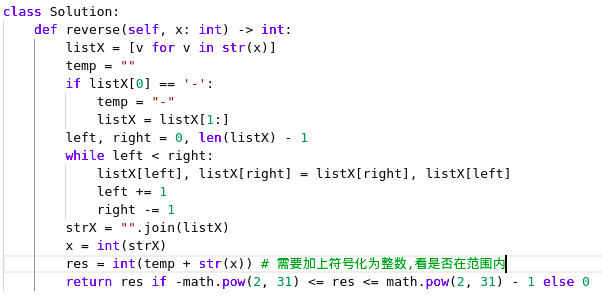 class Solution:
    def reverse(self, x: int) -> int:
        listX = [v for v in str(x)]
        temp = ""
        if listX[0] == '-':
            temp = "-"
            listX = listX[1:]
        left, right = 0, len(listX) - 1
        while left < right:
            listX[left], listX[right] = listX[right], listX[left]
            left += 1
            right -= 1
        strX = "".join(listX)
        x = int(strX)
        res = int(temp + str(x)) # 需要加上符号化为整数,看是否在范围内
        return res if -math.pow(2, 31) <= res <= math.pow(2, 31) - 1 else 0